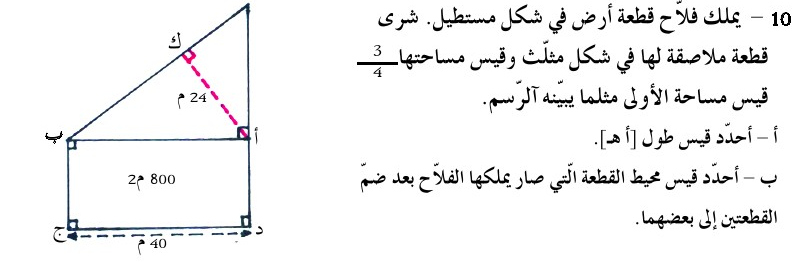 10 – يملك فلاّح قطعة أرض في شكل مستطيل. شرى
قطعة ملاصقة لها في شكل مثلّث وقيس مساحتها 3/4
قيس مساحة الأولى مثلما يبيّنه آلرّسم.
أ – أحدّد قيس طول [أ هـ].
ب – أحدّد قيس محيط القطعة الّتي صار يملكها الفلاّح بعد ضمّ
القطعتين إلى بعضهما.
ك
24 م
ب
أ
800 م2
ج
د
40 م